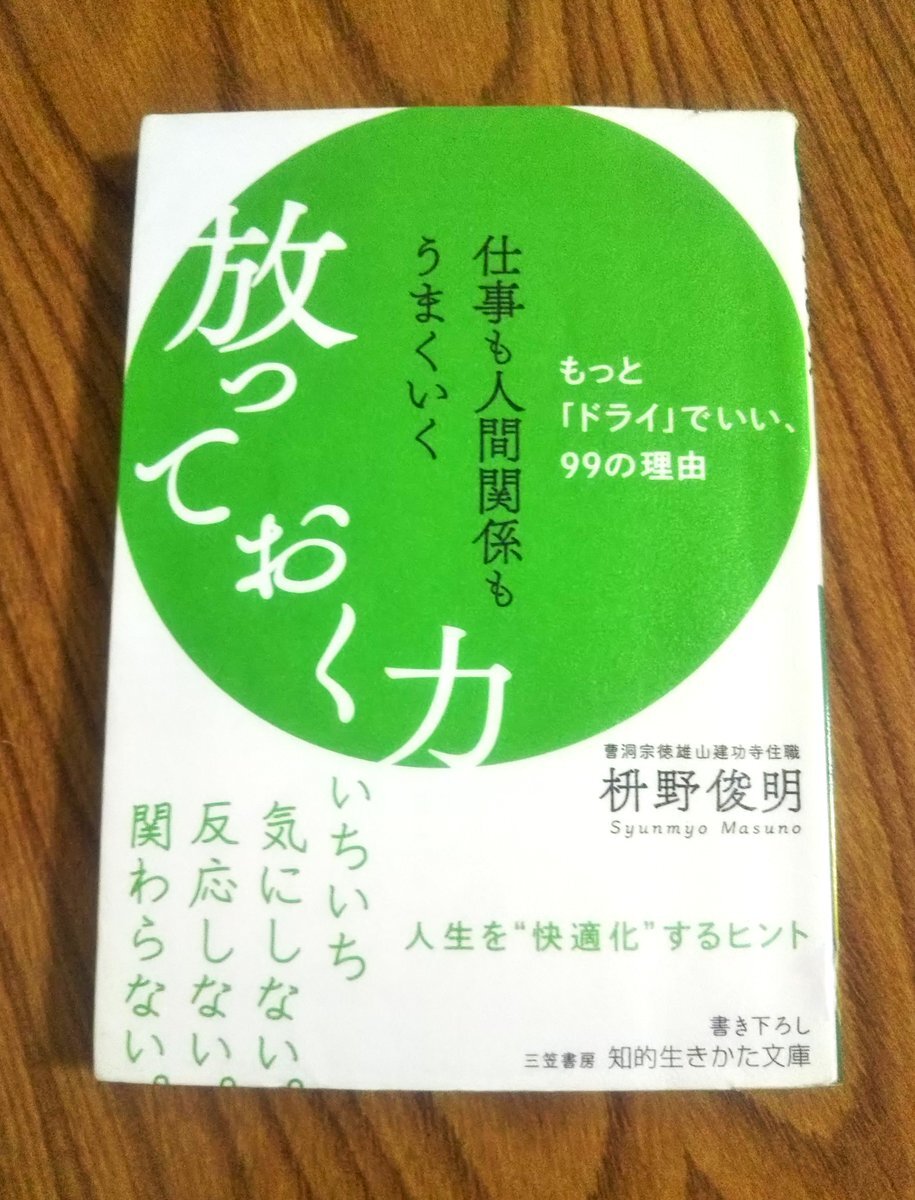 もっと
「ドライ」でいい、
99の理由
仕事も人間関係も
うまくいく
放っておく力
曹洞宗徳雄山建功寺住職
枡野俊明
Syunmyo Masuno
いちいち
気にしない。
反応しない。
関わらない。
人生を“快適化”するヒント
書き下ろし
三笠書房 知的生きかた文庫